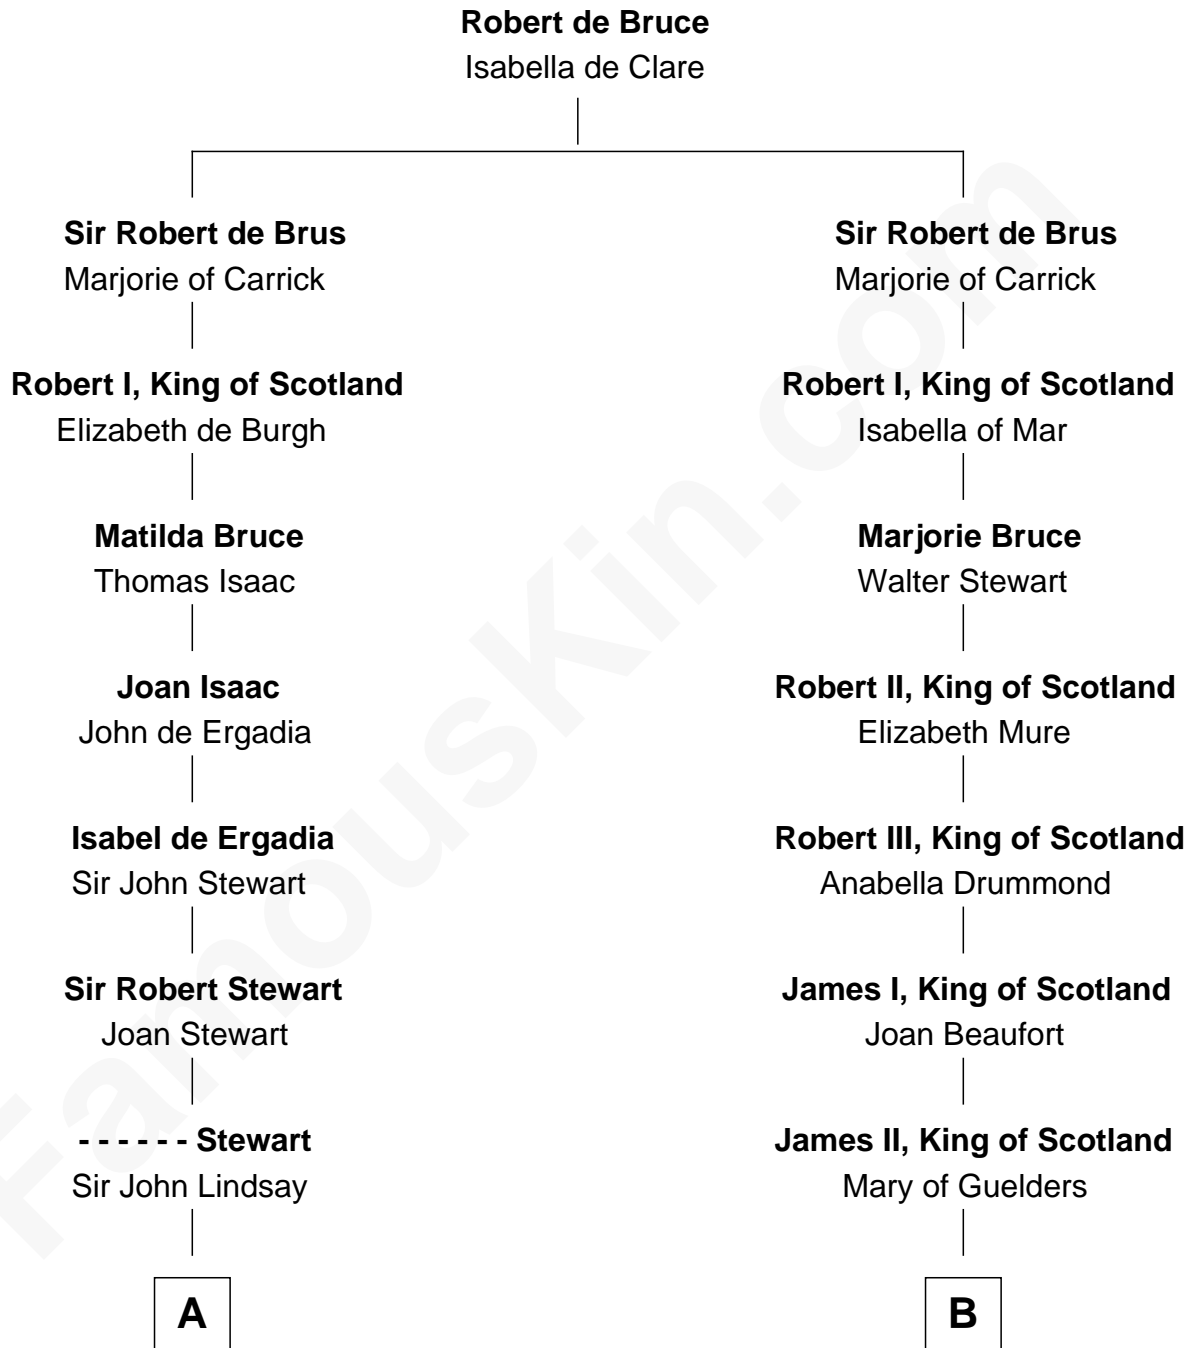 Robert de Bruce
Isabella de Clare
Sir Robert de Brus
Marjorie of Carrick
Robert I, King of Scotland
Elizabeth de Burgh
Matilda Bruce
Thomas Isaac
Joan Isaac
John de Ergadia
Isabel de Ergadia
Sir John Stewart
Sir Robert Stewart
Joan Stewart
- - - - - - Stewart
Sir John Lindsay
A
Sir Robert de Brus
Marjorie of Carrick
Robert I, King of Scotland
Isabella of Mar
Marjorie Bruce
Walter Stewart
Robert II, King of Scotland
Elizabeth Mure
Robert III, King of Scotland
Anabella Drummond
James I, King of Scotland
Joan Beaufort
James II, King of Scotland
Mary of Guelders
B
FamousKin.com